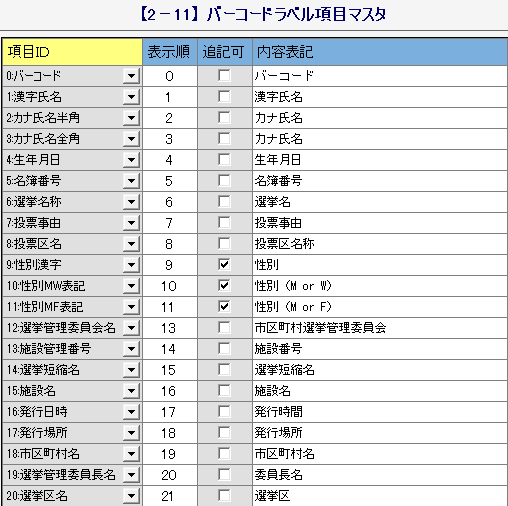 【２－１１】バーコードラベル項目マスタ
項目ID 表示順 追記可 内容表記
0:バーコード 0 バーコード
1:漢字氏名 1 漢字氏名
2:カナ氏名半角 2 カナ氏名
3:カナ氏名全角 3 カナ氏名
4:生年月日 4 生年月日
5:名簿番号 5 名簿番号
6:選挙名称 6 選挙名
7:投票事由 7 投票事由
8:投票区名 8 投票区名称
9:性別漢字 9 性別
10:性別MW表記 10 性別（M or W）
11:性別MF表記 11 性別（M or F）
12:選挙管理委員会名 13 市区町村選挙管理委員会
13:施設管理番号 14 施設番号
14:選挙短縮名 15 選挙短縮名
15:施設名 16 施設名
16:発行日時 17 発行時間
17:発行場所 18 発行場所
18:市区町村名 19 市区町村名
19:選挙管理委員長名 20 委員長名
20:選挙区名 21 選挙区